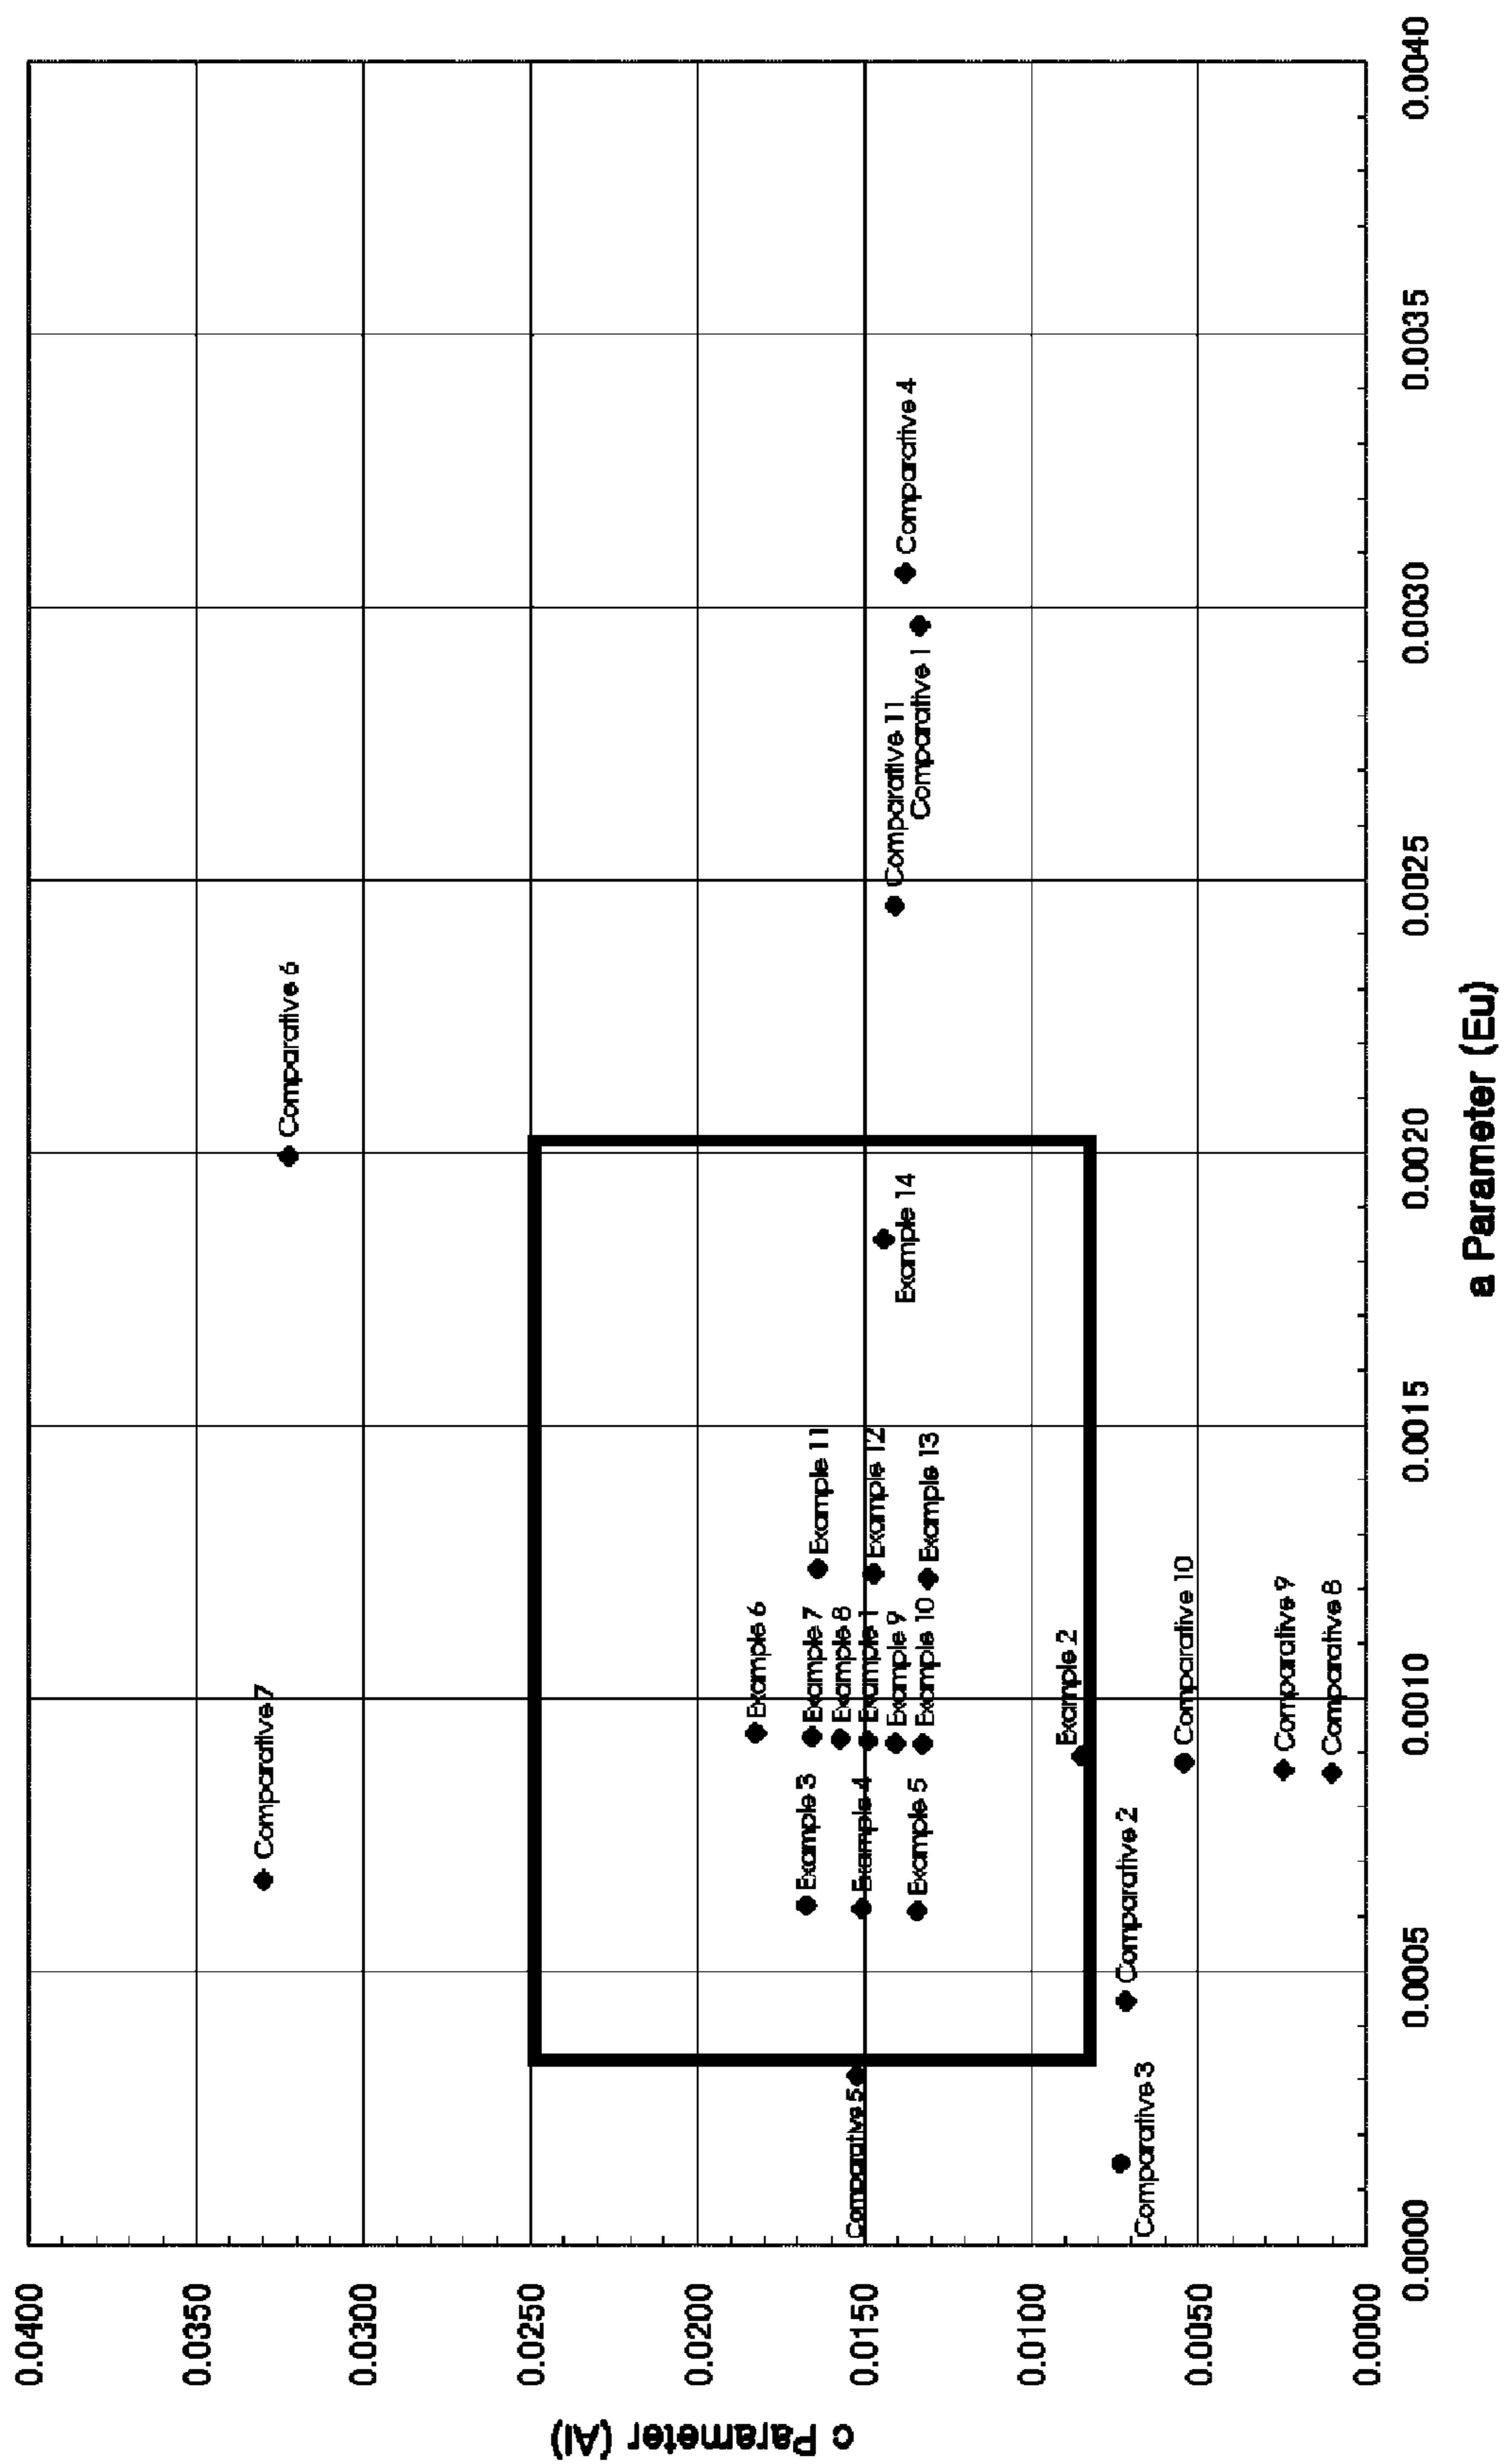 c Parameter (Al)
0.0400
0.0350
0.0300
0.0250
0.0200
0.0150
0.0100
0.0050
0.0000
Comparative 7
Comparative 6
Example 6
Example 11
Example 7
Example 3
Example 8
Example 12
Example 1
Example 4
Comparative 5
Example 9
Example 14
Comparative 11
Comparative 4
Example 10
Example 13
Example 5
Comparative 1
Example 2
Comparative 2
Comparative 3
Comparative 10
Comparative 9
Comparative 8
0.0000
0.0005
0.0010
0.0015
0.0020
0.0025
0.0030
0.0035
0.0040
a Parameter (Eu)